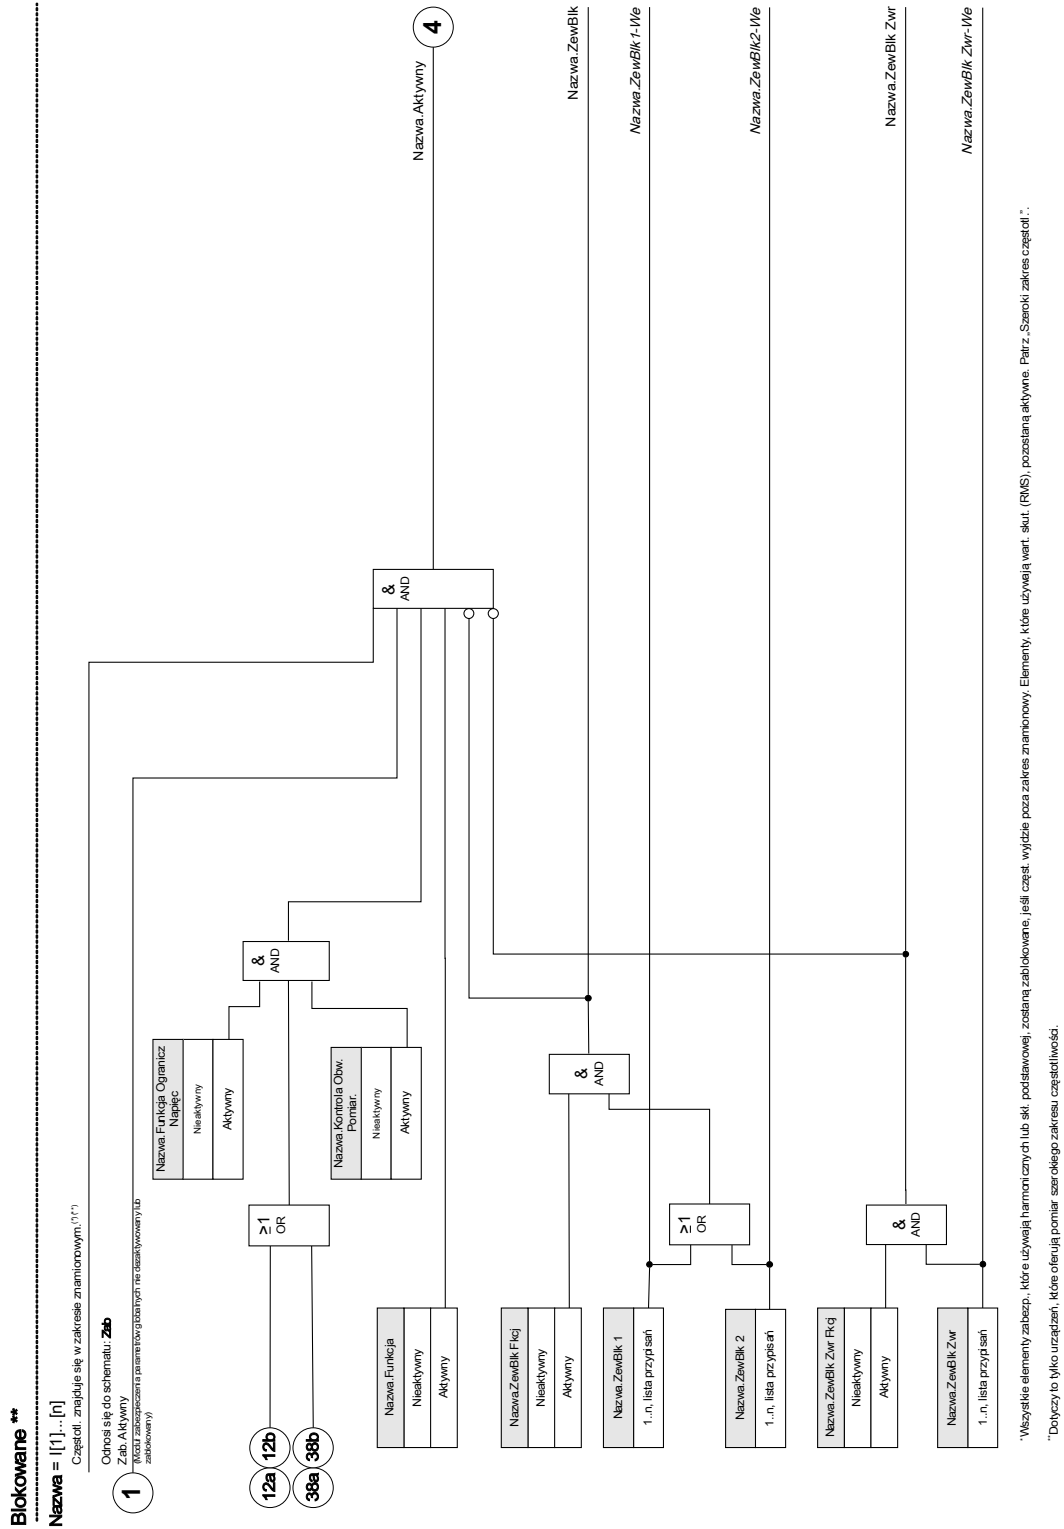 Blokowane **
Nazwa = I[1]...[n]
Częstotl. znajduje się w zakresie znamionowym.(*) (**)
Odnosi się do schematu: Zab
Zab. Aktywny
(Moduł zabezpieczenia parametrów globalnych nie dezaktywowany lub
zablokowany)
1
12a
12b
38a
38b
≥1
OR
Nazwa.Funkcja Ogranicz
Napięc
Nieaktywny
Aktywny
Nazwa.Kontrola Obw.
Pomiar.
Nieaktywny
Aktywny
&
AND
Nazwa.Funkcja
Nieaktywny
Aktywny
&
AND
Nazwa.Aktywny
4
Nazwa.ZewBlk Fkcj
Nieaktywny
Aktywny
&
AND
Nazwa.ZewBlk
Nazwa.ZewBlk 1
1..n, lista przypisań
Nazwa.ZewBlk1-We
≥1
OR
Nazwa.ZewBlk 2
1..n, lista przypisań
Nazwa.ZewBlk2-We
Nazwa.ZewBlk Zwr Fkcj
Nieaktywny
Aktywny
&
AND
Nazwa.ZewBlk Zwr
Nazwa.ZewBlk Zwr
1..n, lista przypisań
Nazwa.ZewBlk Zwr-We
*Wszystkie elementy zabezp., które używają harmonicznych lub skł. podstawowej, zostaną zablokowane, jeśli częst. wyjdzie poza zakres znamionowy. Elementy, które używają wart. skut. (RMS), pozostaną aktywne. Patrz „Szeroki zakres częstotl.”.
**Dotyczy to tylko urządzeń, które oferują pomiar szerokiego zakresu częstotliwości.